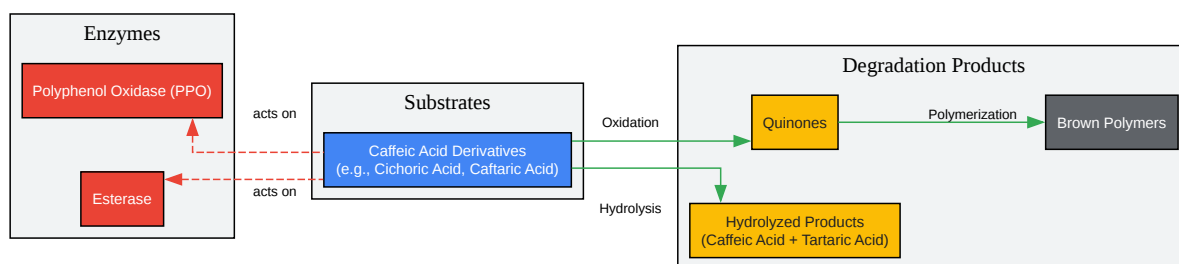 Enzymes
Polyphenol Oxidase (PPO)
Esterase
acts on
acts on
Substrates
Caffeic Acid Derivatives
(e.g., Cichoric Acid, Caftaric Acid)
Oxidation
Hydrolysis
Degradation Products
Quinones
Polymerization
Brown Polymers
Hydrolyzed Products
(Caffeic Acid + Tartaric Acid)